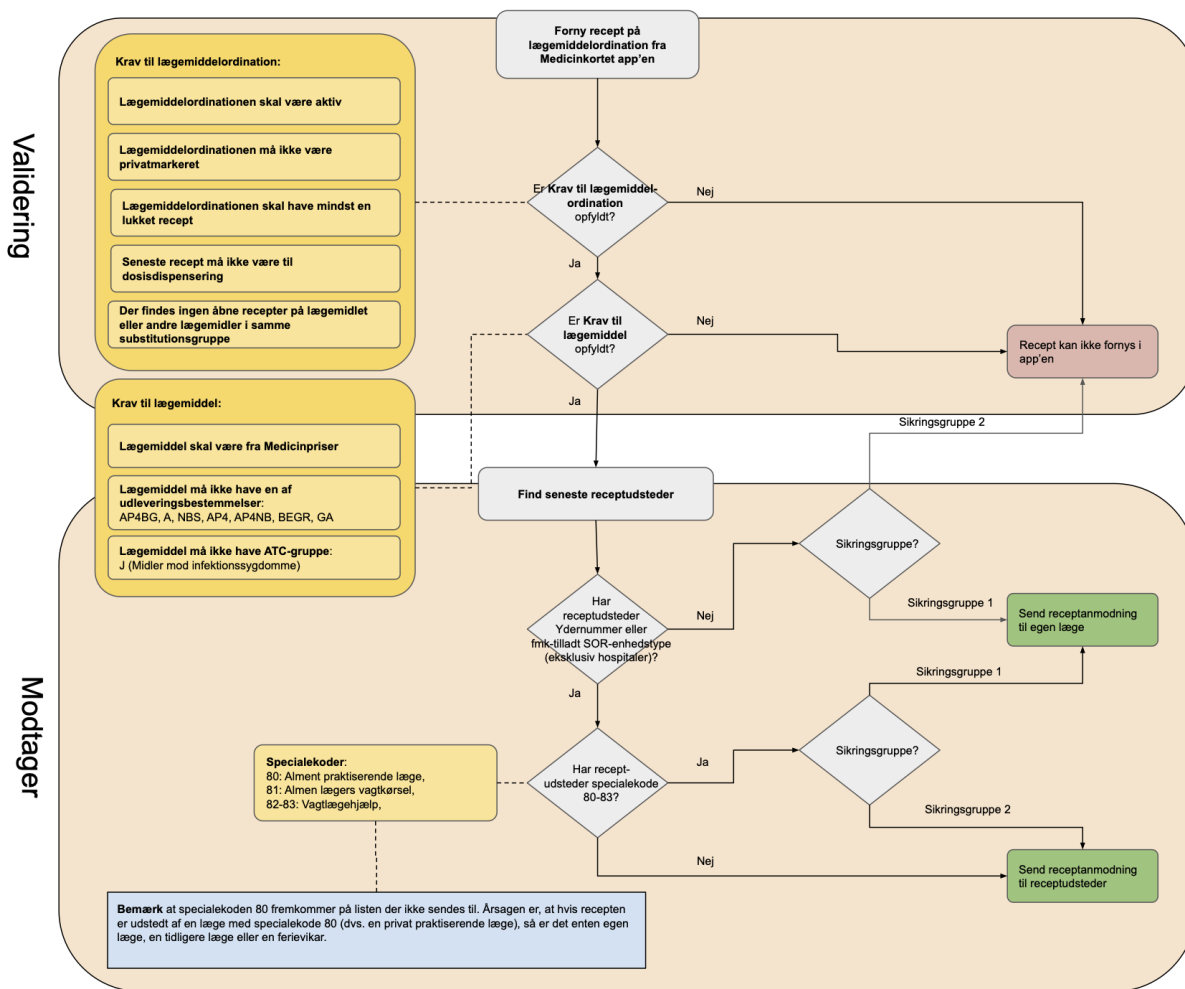 Validering
Forny recept på
lægemiddelordination fra
Medicinkortet app'en
Krav til lægemiddelordination:
Lægemiddelordinationen skal være aktiv
Lægemiddelordinationen må ikke være
privatmarkeret
Lægemiddelordinationen skal have mindst en
lukket recept
Seneste recept må ikke være til
dosisdispensering
Der findes ingen åbne recepter på lægemidlet
eller andre lægemidler i samme
substitutionsgruppe
Er Krav til lægemiddel-
ordination
opfyldt?
Nej
Ja
Er Krav til
lægemiddel
opfyldt?
Nej
Ja
Recept kan ikke fornys i
app'en
Krav til lægemiddel:
Lægemiddel skal være fra Medicinpriser
Lægemiddel må ikke have en af
udleveringsbestemmelser:
AP4BG, A, NBS, AP4, AP4NB, BEGR, GA
Lægemiddel må ikke have ATC-gruppe:
J (Midler mod infektionssygdomme)
Modtager
Find seneste receptudsteder
Sikringsgruppe 2
Sikringsgruppe?
Sikringsgruppe 1
Har
receptudsteder
Ydernummer eller
fmk-tilladt SOR-enhedstype
(eksklusiv hospitaler)?
Nej
Ja
Send receptanmodning
til egen læge
Sikringsgruppe 1
Sikringsgruppe?
Sikringsgruppe 2
Specialekoder:
80: Alment praktiserende læge,
81: Almen lægers vagtkørsel,
82-83: Vagtlægehjælp,
Har recept-
udsteder specialekode
80-83?
Ja
Nej
Send receptanmodning
til receptudsteder
Bemærk at specialekoden 80 fremkommer på listen der ikke sendes til. Årsagen er, at hvis recepten
er udstedt af en læge med specialekode 80 (dvs. en privat praktiserende læge), så er det enten egen
læge, en tidligere læge eller en ferievikar.